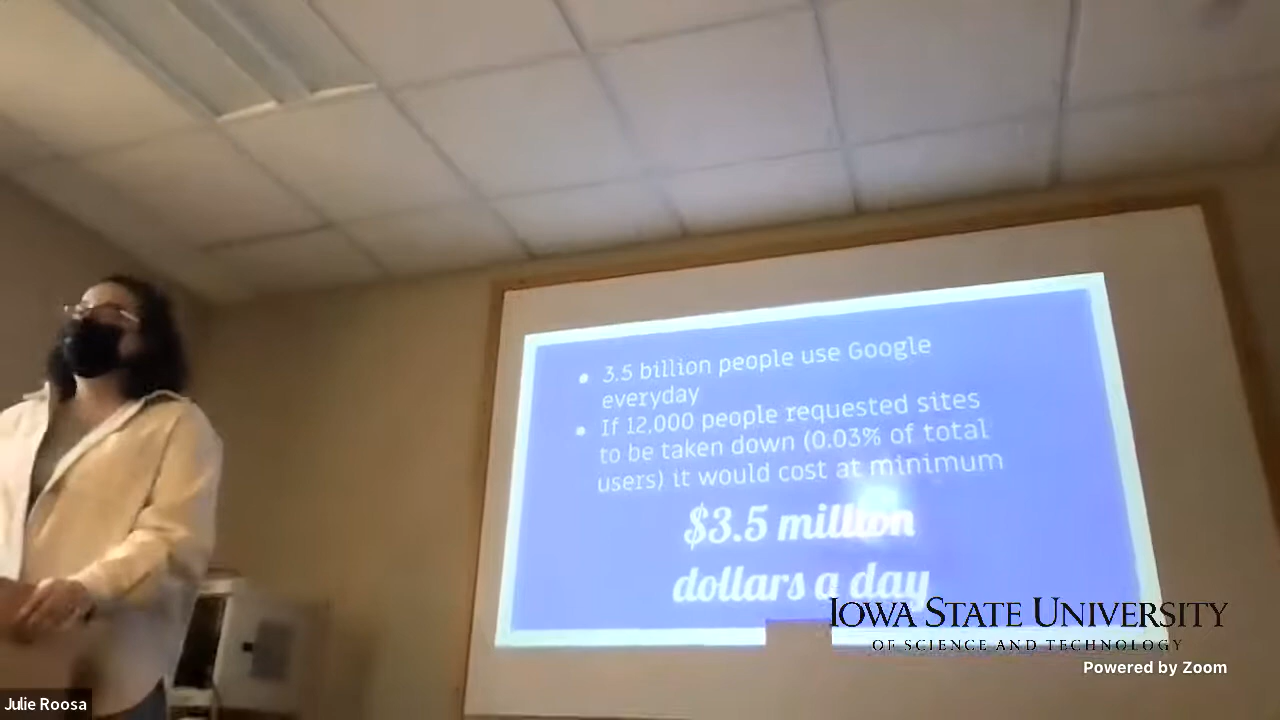 3.5 billion people use Google
everyday
If 12,000 people requested sites
to be taken down (0.03% of total
users) it would cost at minimum
$3.5 million
dollars a day
IOWA STATE UNIVERSITY
OF SCIENCE AND TECHNOLOGY
Powered by Zoom
Julie Roosa